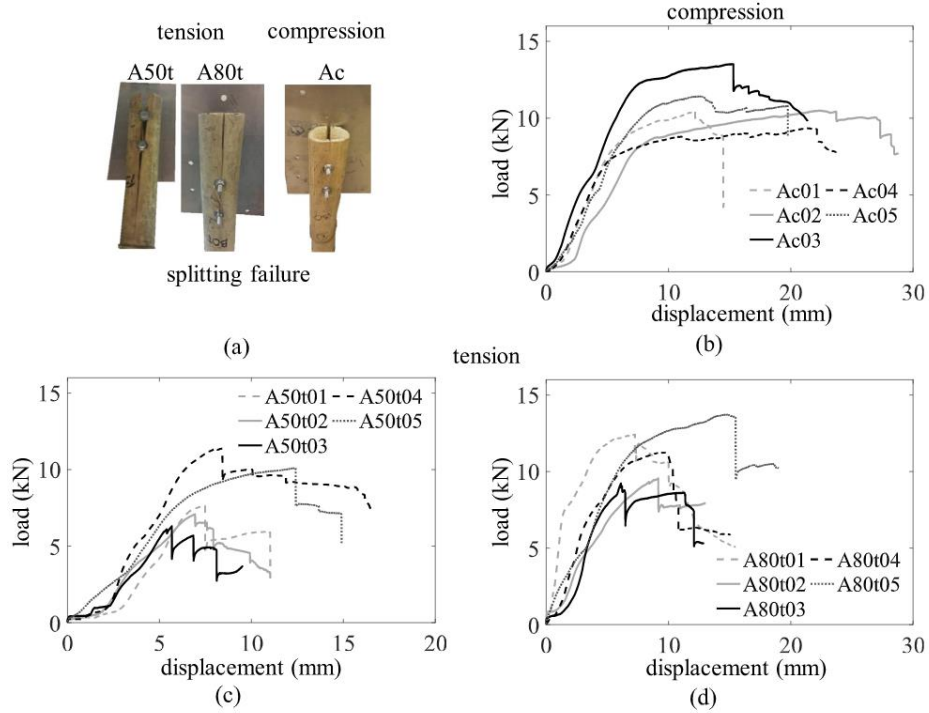 tension compression
A50t A80t Ac
splitting failure
(a)
compression
load (kN)
15
10
5
0
0 10 20 30
Ac01 Ac04
Ac02 Ac05
Ac03
displacement (mm)
(b)
tension
load (kN)
15
10
5
0
0 5 10 15 20
A50t01 A50t04
A50t02 A50t05
A50t03
displacement (mm)
(c)
load (kN)
15
10
5
0
0 10 20 30
A80t01 A80t04
A80t02 A80t05
A80t03
displacement (mm)
(d)